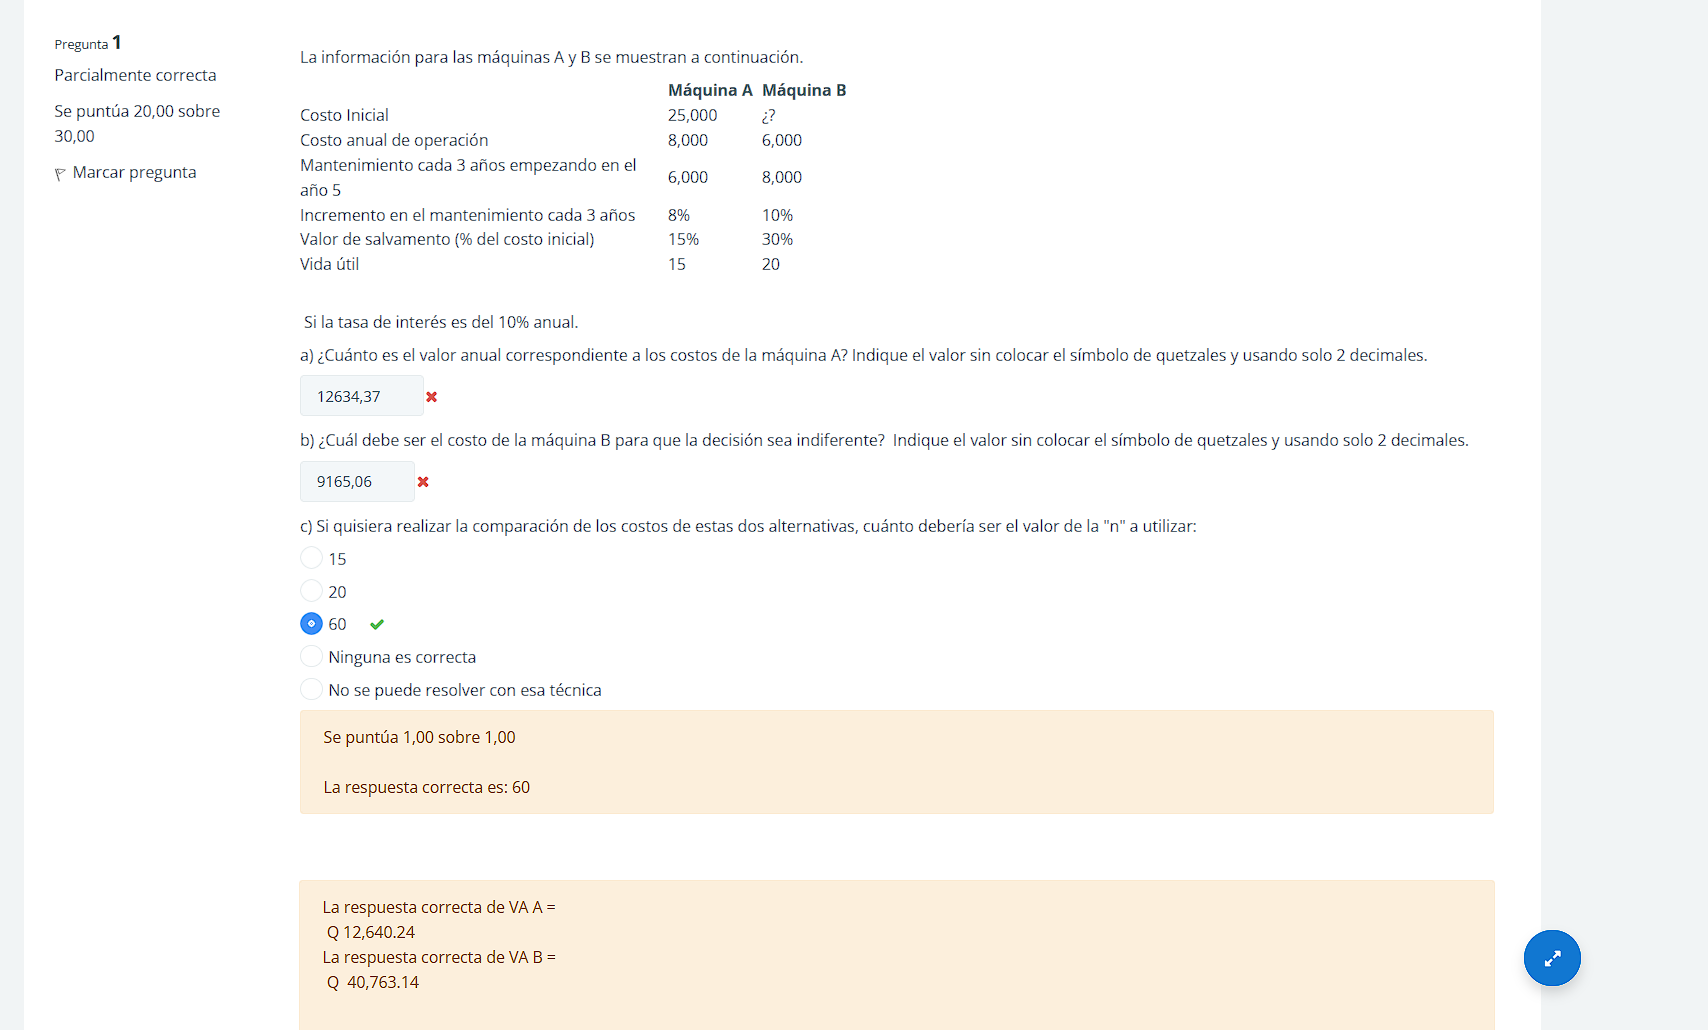 Pregunta 1
Parcialmente correcta
Se puntúa 20,00 sobre
30,00
Marcar pregunta
La información para las máquinas A y B se muestran a continuación.
Máquina A Máquina B
Costo Inicial 25,000 ¿?
Costo anual de operación 8,000 6,000
Mantenimiento cada 3 años empezando en el
año 5 6,000 8,000
Incremento en el mantenimiento cada 3 años 8% 10%
Valor de salvamento (% del costo inicial) 15% 30%
Vida útil 15 20
Si la tasa de interés es del 10% anual.
a) ¿Cuánto es el valor anual correspondiente a los costos de la máquina A? Indique el valor sin colocar el símbolo de quetzales y usando solo 2 decimales.
12634,37
b) ¿Cuál debe ser el costo de la máquina B para que la decisión sea indiferente? Indique el valor sin colocar el símbolo de quetzales y usando solo 2 decimales.
9165,06
c) Si quisiera realizar la comparación de los costos de estas dos alternativas, cuánto debería ser el valor de la "n" a utilizar:
15
20
60
Ninguna es correcta
No se puede resolver con esa técnica
Se puntúa 1,00 sobre 1,00
La respuesta correcta es: 60
La respuesta correcta de VA A =
Q 12,640.24
La respuesta correcta de VA B =
Q 40,763.14